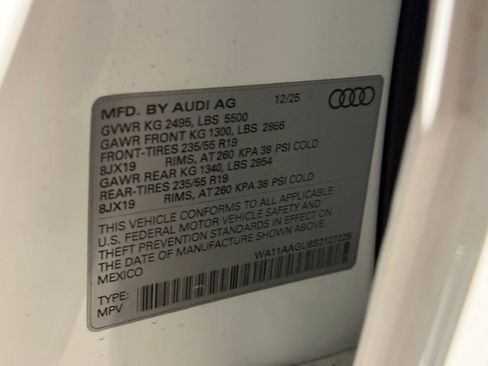 MFD. BY AUDI AG 12/25
GVWR KG 2495, LBS 5500
GAWR FRONT KG 1300, LBS 2866
FRONT-TIRES 235/55 R19
8JX19 RIMS, AT 260 KPA 38 PSI COLD
GAWR REAR KG 1340, LBS 2954
REAR-TIRES 235/55 R19
8JX19 RIMS, AT 260 KPA 38 PSI COLD
THIS VEHICLE CONFORMS TO ALL APPLICABLE
U.S. FEDERAL MOTOR VEHICLE SAFETY AND
THEFT PREVENTION STANDARDS IN EFFECT ON
THE DATE OF MANUFACTURE SHOWN ABOVE.
MEXICO WA11AAGU8S2127225
TYPE:
MPV